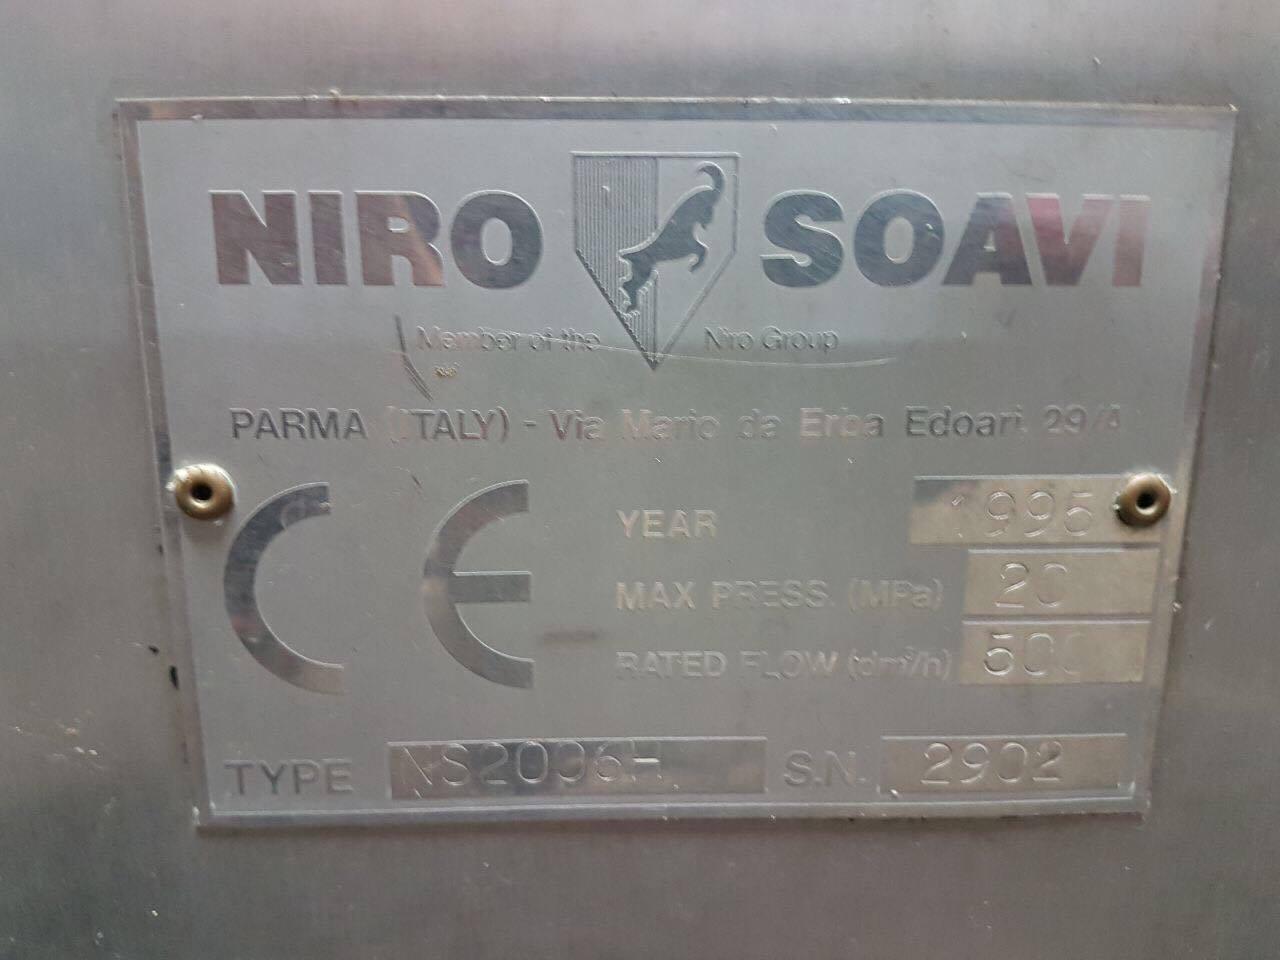 NIRO SOAVI
Member of the Niro Group
PARMA (ITALY) - Via Mario da Erba Edoari, 29/A
CE
YEAR 1995
MAX PRESS. (MPa) 20
RATED FLOW (dm³/h) 500
TYPE NS2006H S.N. 2902